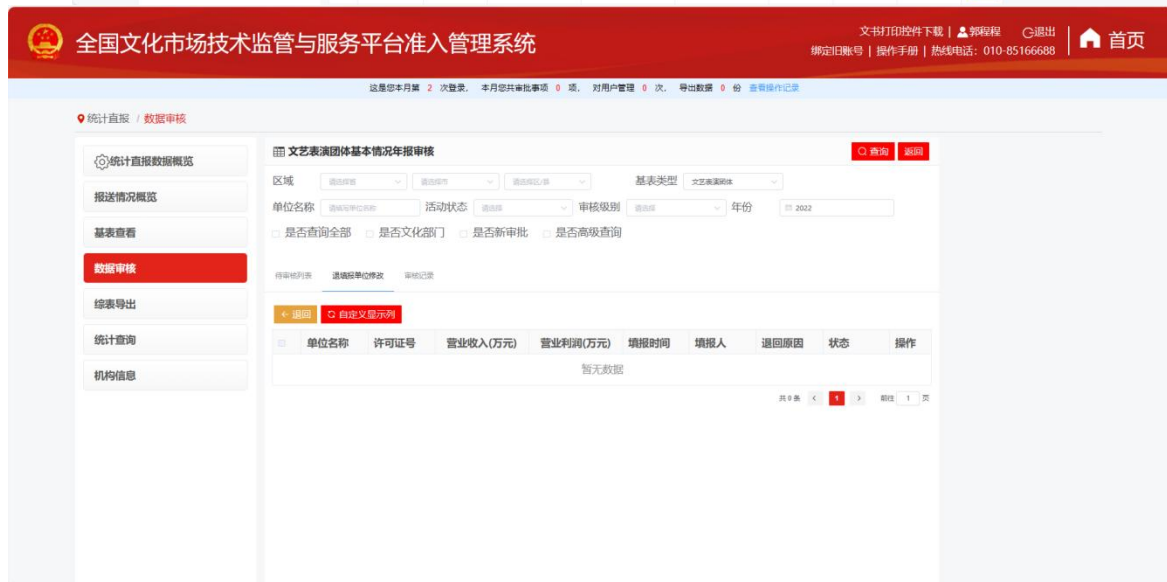 全国文化市场技术监管与服务平台准入管理系统
文书打印控件下载 | 郭程程 退出
绑定旧账号 | 操作手册 | 热线电话: 010-85166688
首页
这是您本月第 2 次登录, 本月您共审批事项 0 项, 对用户管理 0 次, 导出数据 0 份 查看操作记录
统计直报 / 数据审核
统计直报数据概览
报送情况概览
基表查看
数据审核
综表导出
统计查询
机构信息
文艺表演团体基本情况年报审核 查询 返回
区域 请选择省 请选择市 请选择区/县 基表类型 文艺表演团体
单位名称 请填写单位名称 活动状态 请选择 审核级别 请选择 年份 2022
是否查询全部 是否文化部门 是否新审批 是否高级查询
待审核列表 退填报单位修改 审核记录
退回 自定义显示列
单位名称 许可证号 营业收入(万元) 营业利润(万元) 填报时间 填报人 退回原因 状态 操作
暂无数据
共 0 条 < 1 > 前往 1 页